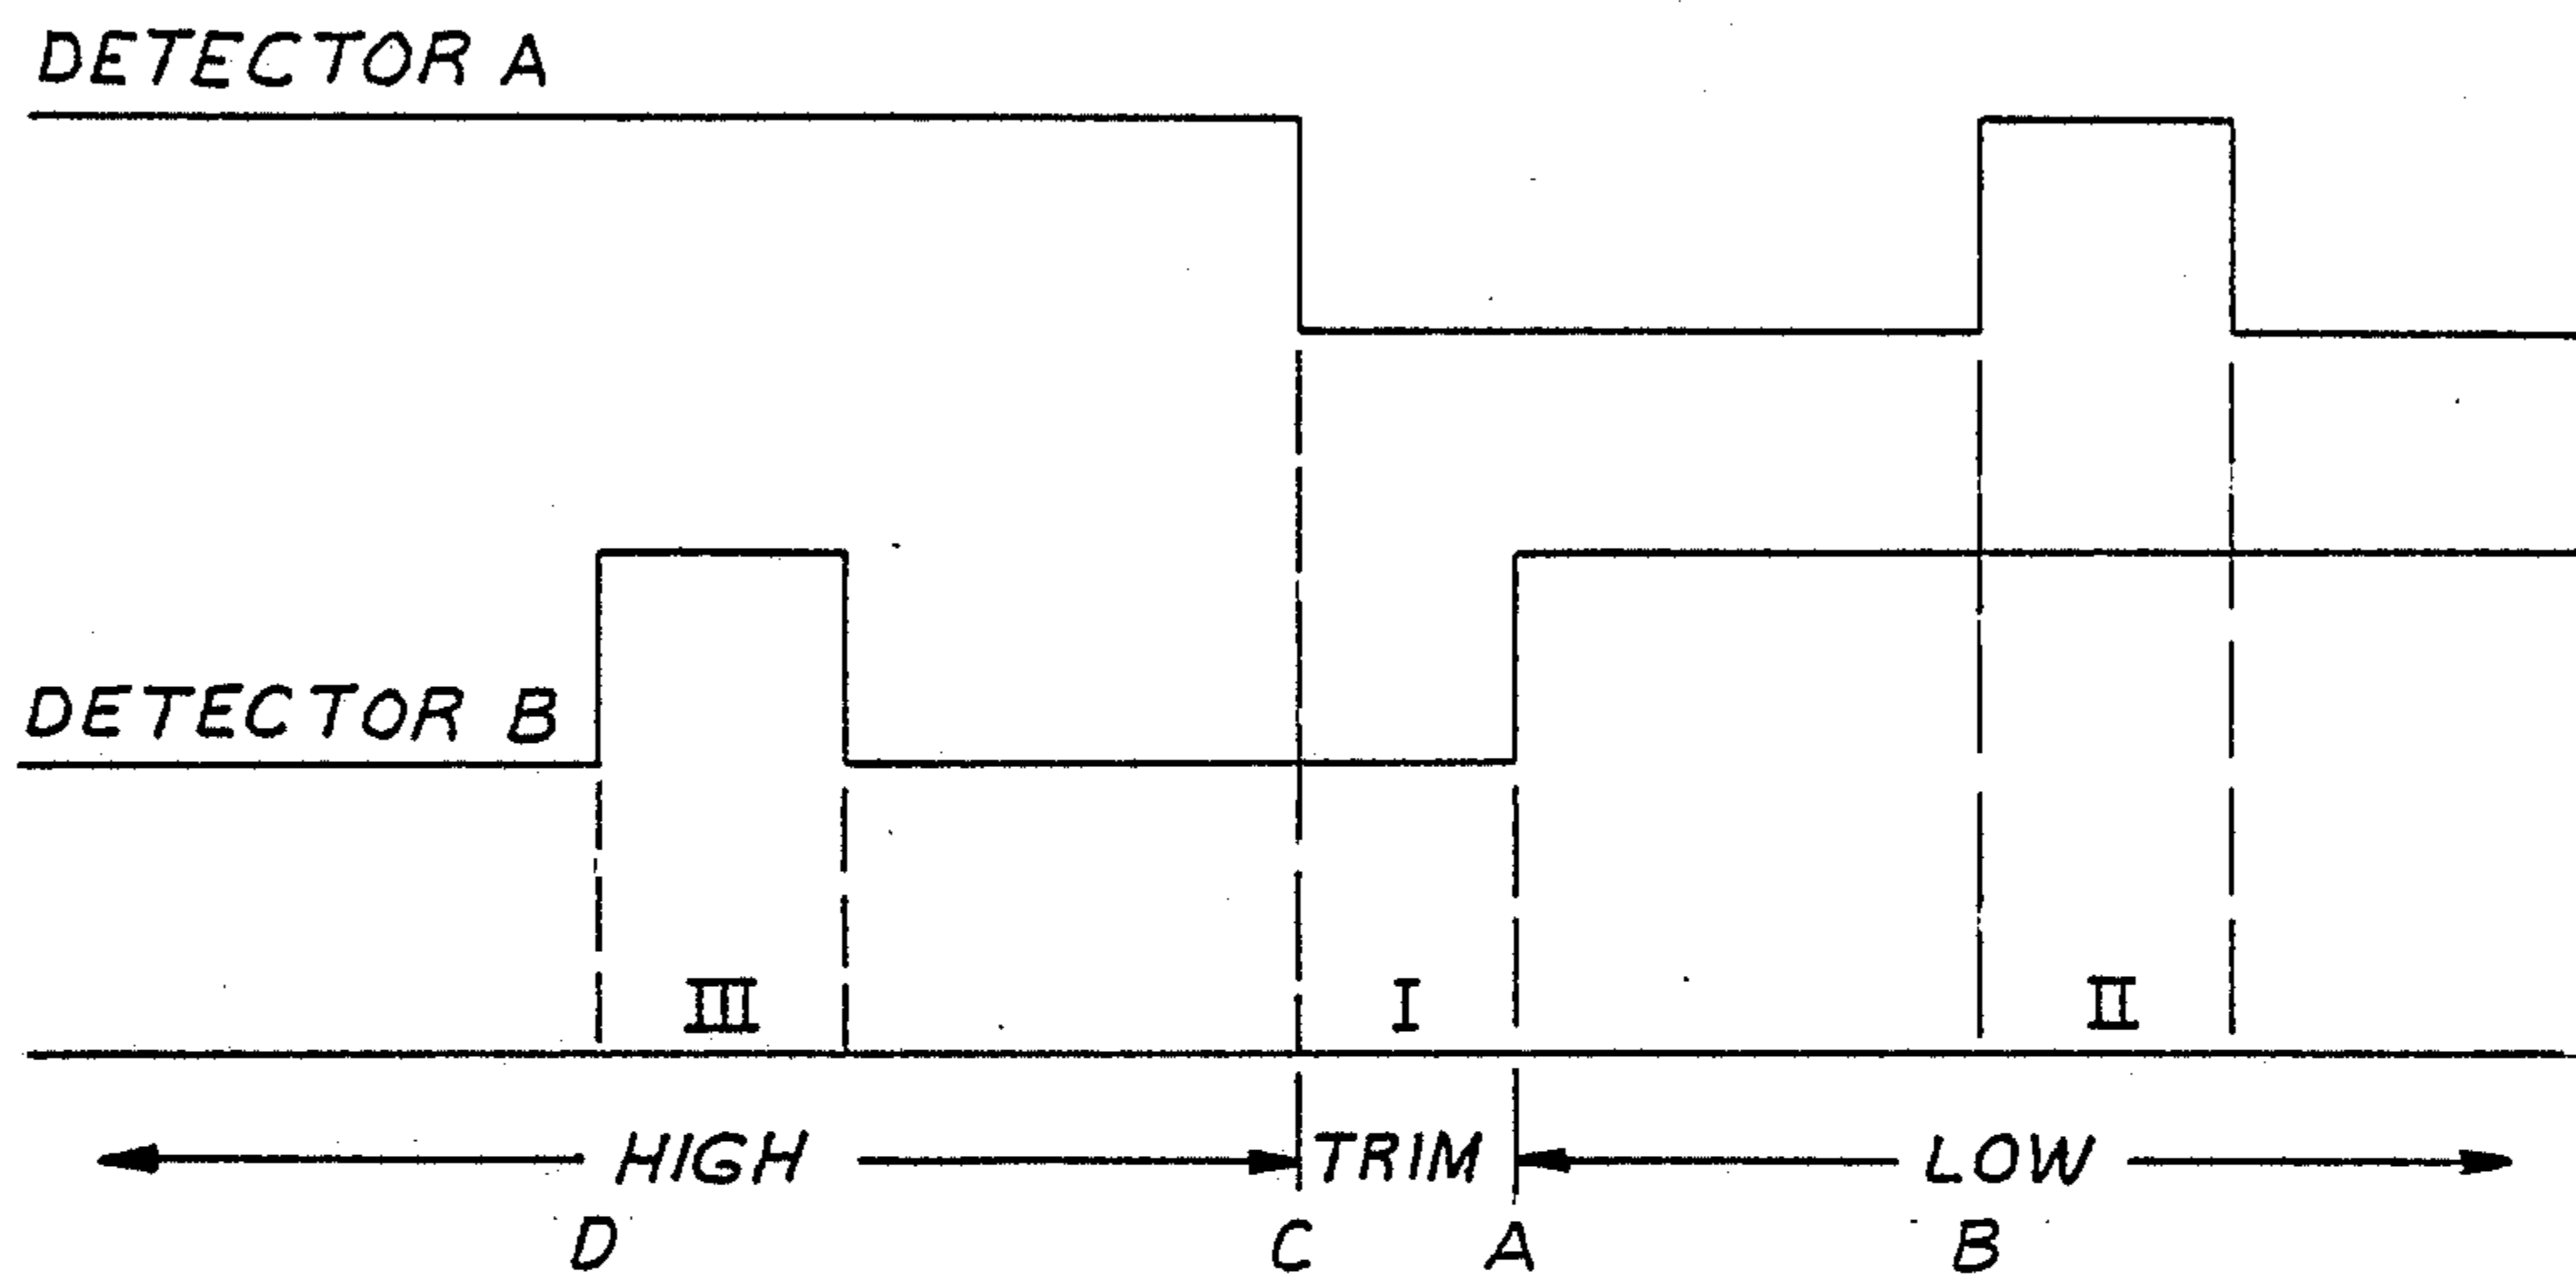 DETECTOR A
DETECTOR B
III I II
HIGH TRIM LOW
D C A B